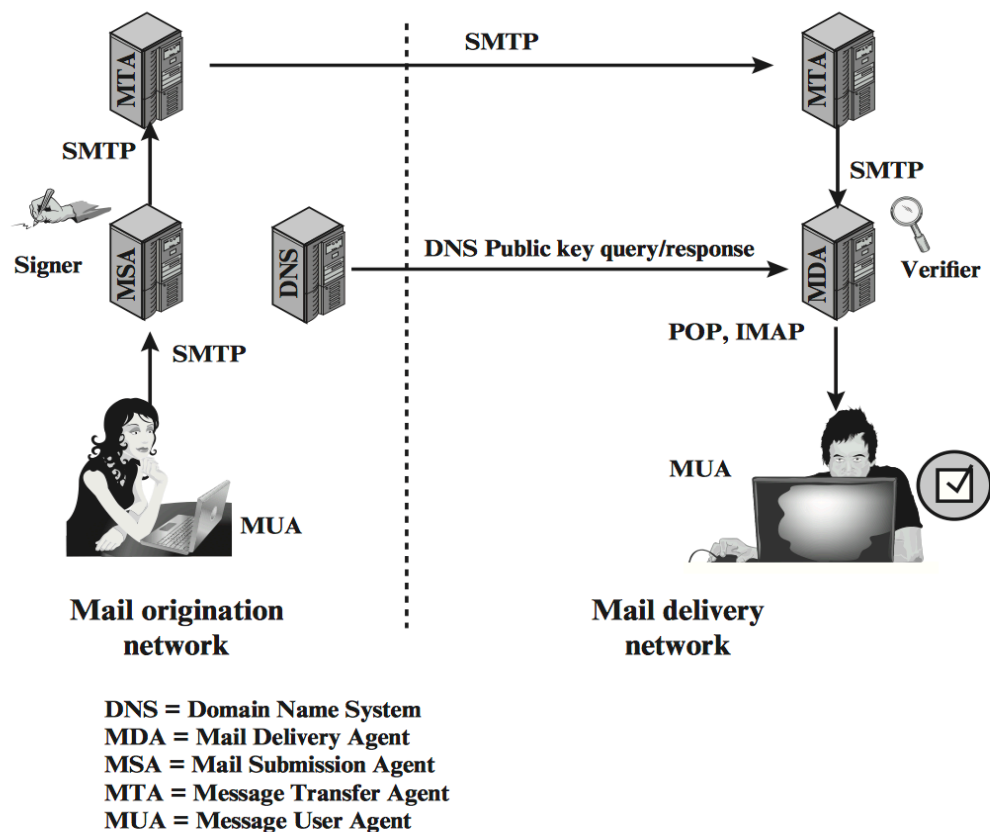 MTA
SMTP
MTA
SMTP
SMTP
Signer
MSA
DNS
DNS Public key query/response
MDA
Verifier
SMTP
POP, IMAP
MUA
MUA
Mail origination
network
Mail delivery
network
DNS = Domain Name System
MDA = Mail Delivery Agent
MSA = Mail Submission Agent
MTA = Message Transfer Agent
MUA = Message User Agent